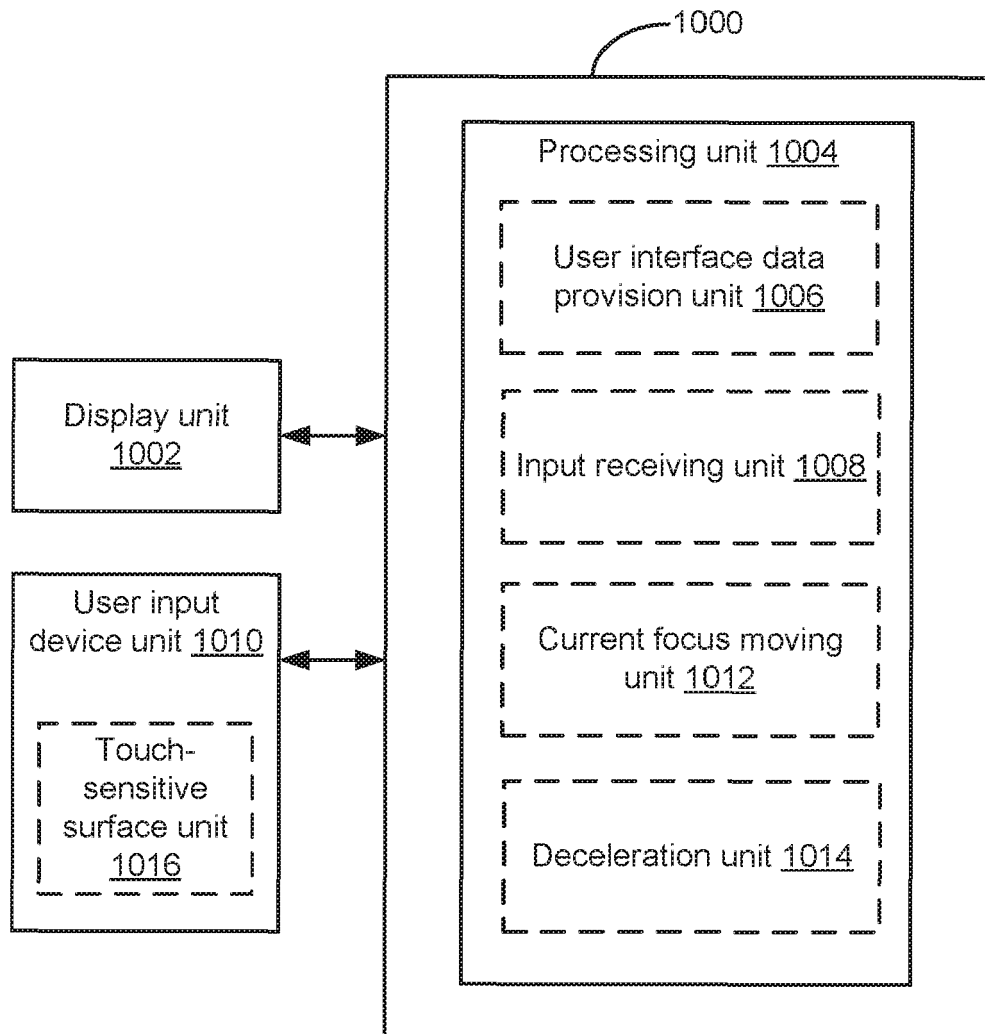 1000
Processing unit 1004
User interface data
provision unit 1006
Display unit
1002
Input receiving unit 1008
User input
device unit 1010
Current focus moving
unit 1012
Touch-
sensitive
surface unit
1016
Deceleration unit 1014